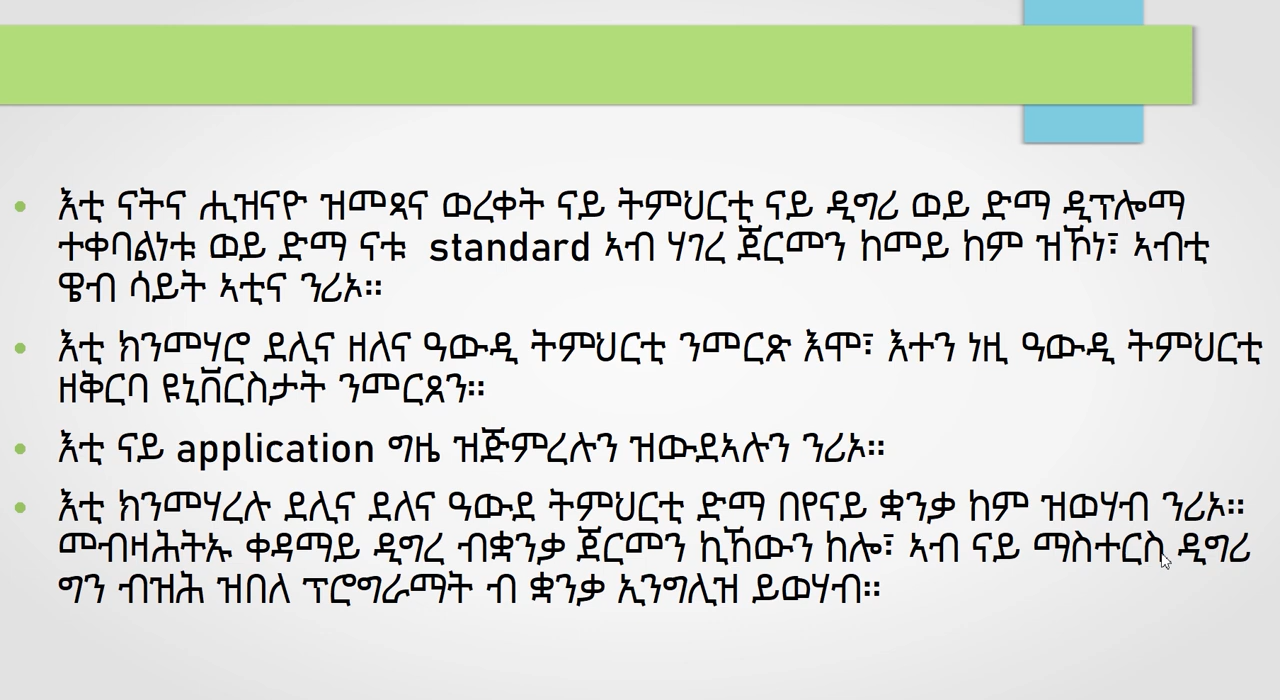 እቲ ናትና ሒዝናዮ ዝመጻና ወረቀት ናይ ትምህርቲ ናይ ዲግሪ ወይ ድማ ዲፕሎማ
ተቀባልነቱ ወይ ድማ ናቱ standard ኣብ ሃገረ ጀርመን ከመይ ከም ዝኾነ፣ ኣብቲ
ዌብ ሳይት ኣቲና ንሪኦ።
እቲ ክንመሃሮ ደሊና ዘለና ዓውዲ ትምህርቲ ንመርጽ እሞ፣ እተን ነዚ ዓውዲ ትምህርቲ
ዘቅርባ ዩኒቨርስታት ንመርጸን።
እቲ ናይ application ግዜ ዝጅምረሉን ዝውደኣሉን ንሪኦ።
እቲ ክንመሃረሉ ደሊና ደለና ዓውደ ትምህርቲ ድማ በየናይ ቋንቃ ከም ዝወሃብ ንሪኦ።
መብዛሕትኡ ቀዳማይ ዲግረ ብቋንቃ ጀርመን ኪኸውን ከሎ፣ ኣብ ናይ ማስተርስ ዲግሪ
ግን ብዝሕ ዝበለ ፕሮግራማት ብ ቋንቃ ኢንግሊዝ ይወሃብ።